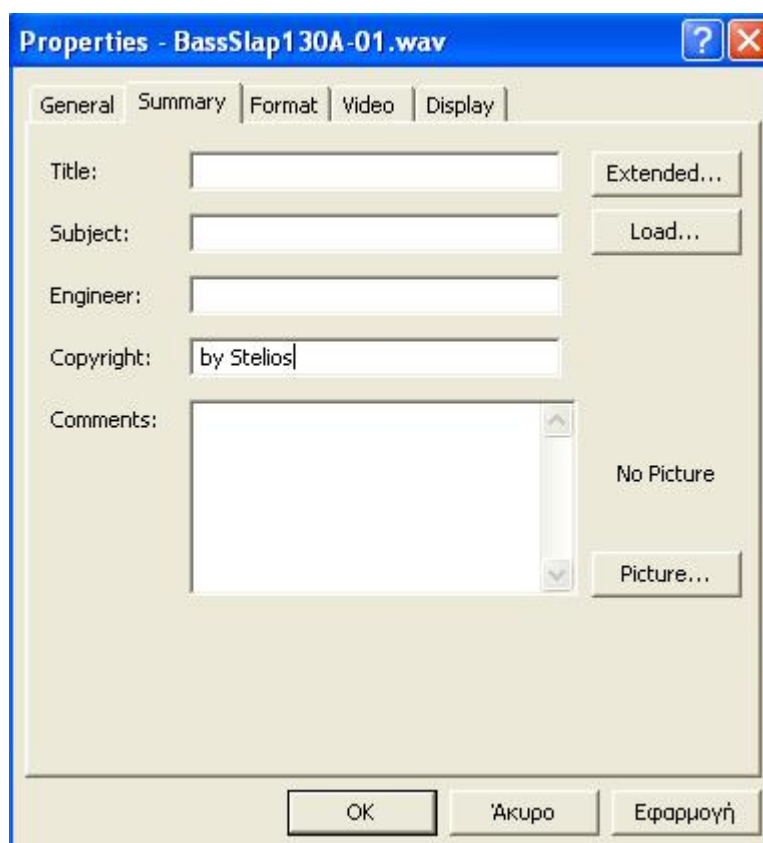 Properties - BassSlap130A-01.wav
General Summary Format Video Display
Title: Extended...
Subject: Load...
Engineer:
Copyright: by Stelios
Comments:
No Picture
Picture...
OK Άκυρο Εφαρμογή